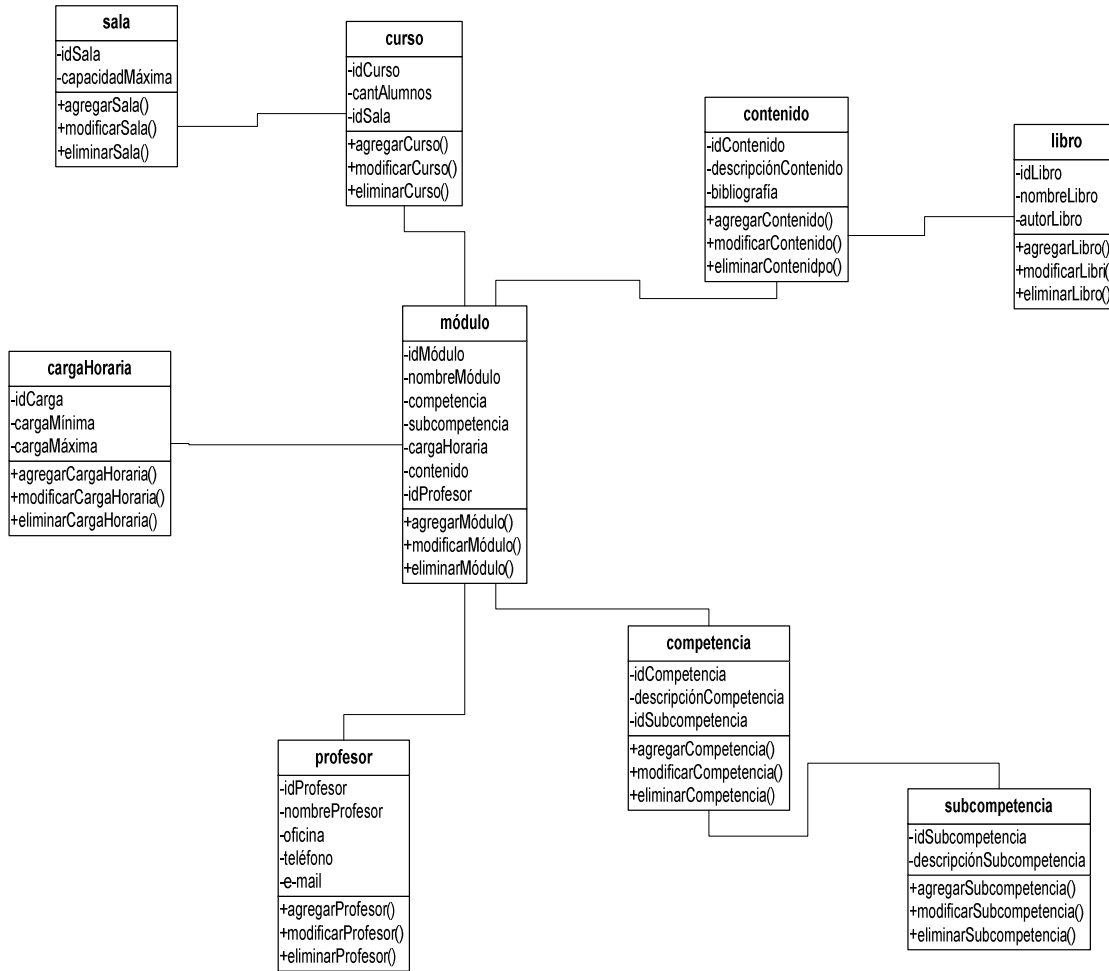 sala
-idSala
-capacidadMáxima
+agregarSala()
+modificarSala()
+eliminarSala()
curso
-idCurso
-cantAlumnos
-idSala
+agregarCurso()
+modificarCurso()
+eliminarCurso()
contenido
-idContenido
-descripciónContenido
-bibliografía
+agregarContenido()
+modificarContenido()
+eliminarContenidpo()
libro
-idLibro
-nombreLibro
-autorLibro
+agregarLibro()
+modificarLibri()
+eliminarLibro()
módulo
-idMódulo
-nombreMódulo
-competencia
-subcompetencia
-cargaHoraria
-contenido
-idProfesor
+agregarMódulo()
+modificarMódulo()
+eliminarMódulo()
cargaHoraria
-idCarga
-cargaMínima
-cargaMáxima
+agregarCargaHoraria()
+modificarCargaHoraria()
+eliminarCargaHoraria()
competencia
-idCompetencia
-descripciónCompetencia
-idSubcompetencia
+agregarCompetencia()
+modificarCompetencia()
+eliminarCompetencia()
profesor
-idProfesor
-nombreProfesor
-oficina
-teléfono
-e-mail
+agregarProfesor()
+modificarProfesor()
+eliminarProfesor()
subcompetencia
-idSubcompetencia
-descripciónSubcompetencia
+agregarSubcompetencia()
+modificarSubcompetencia()
+eliminarSubcompetencia()